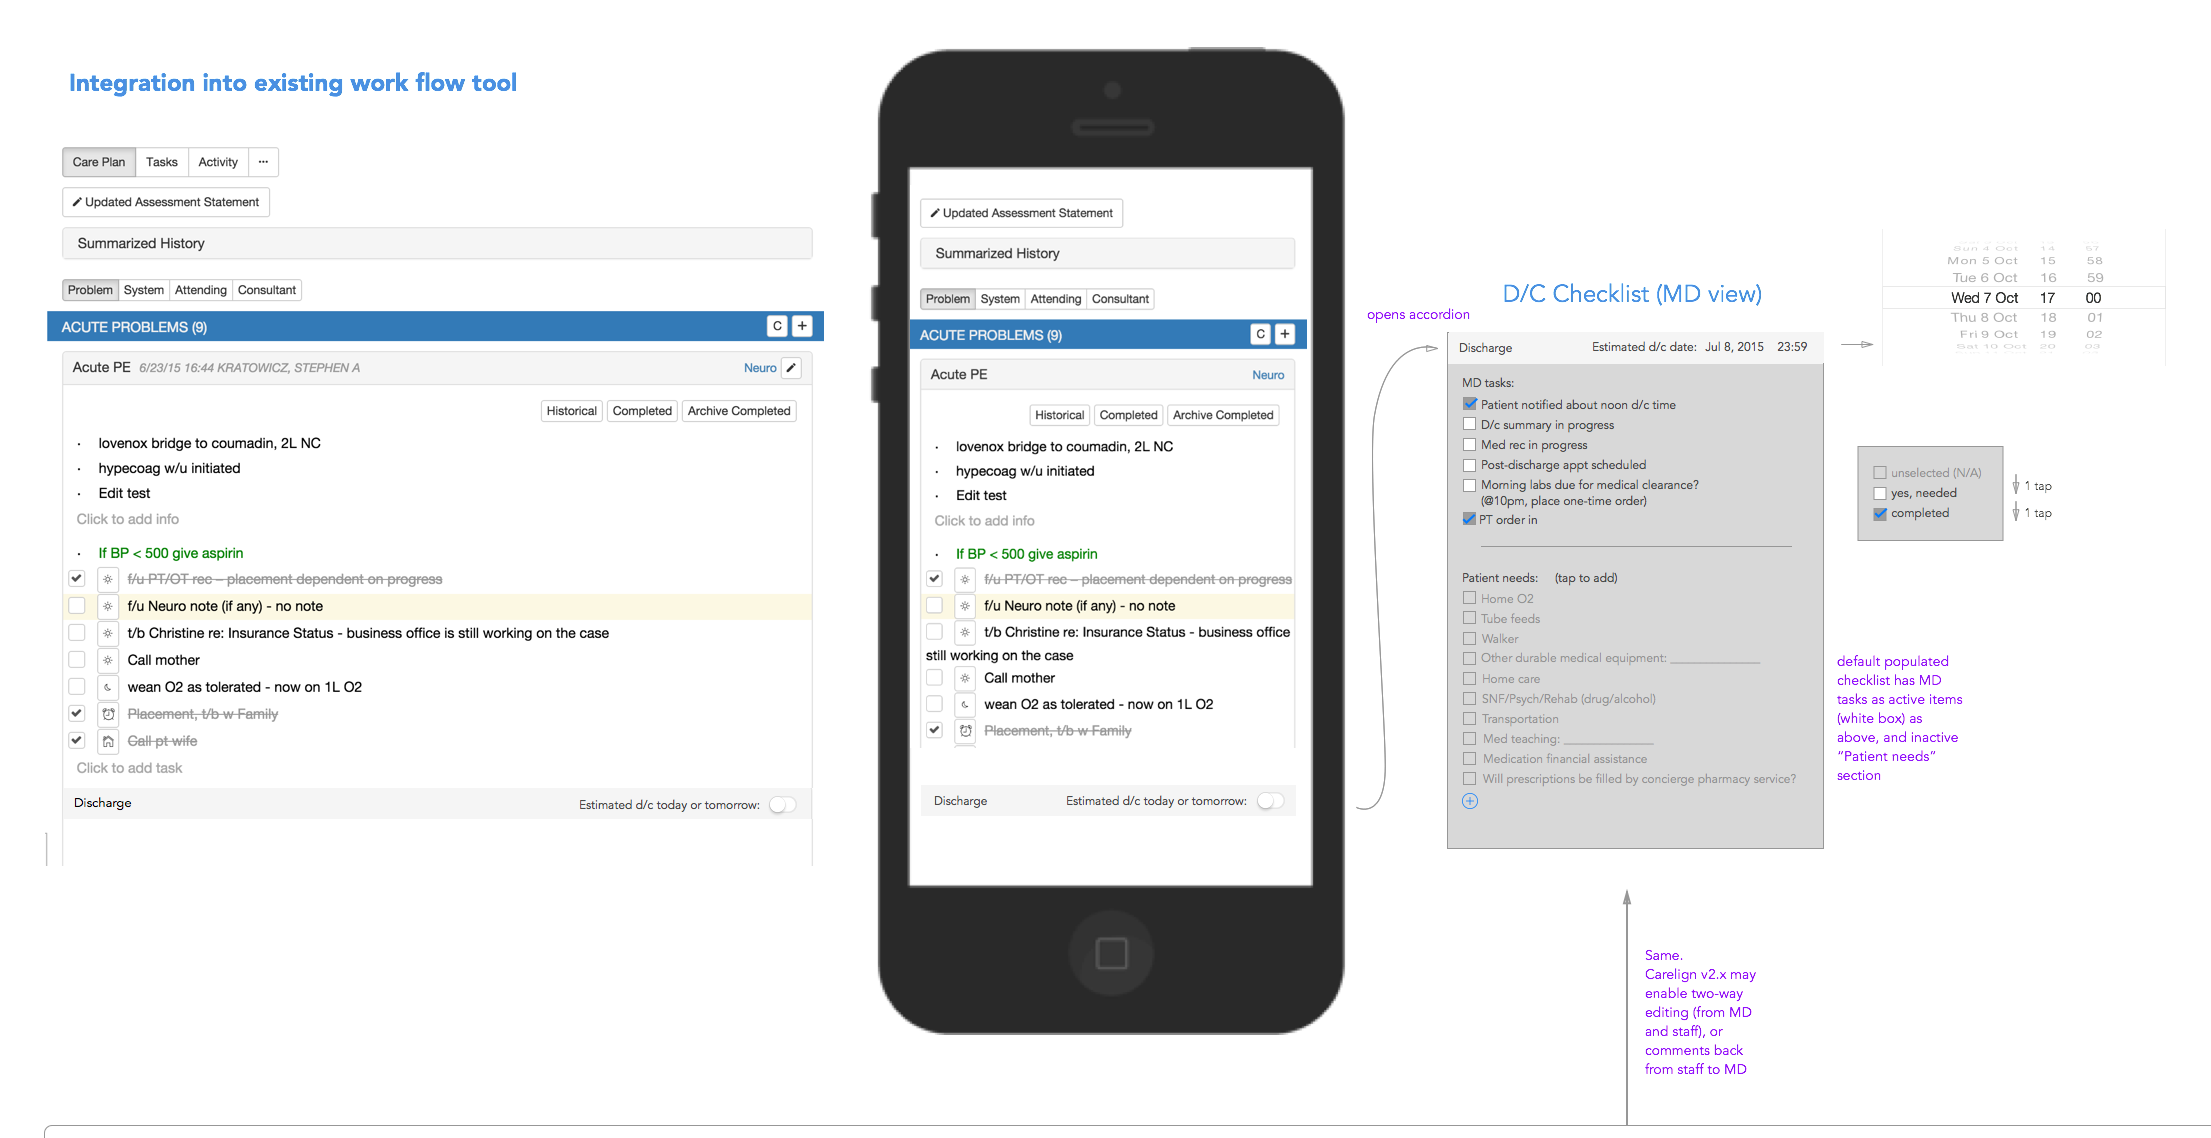 Integration into existing work flow tool
Care Plan Tasks Activity ···
Updated Assessment Statement
Summarized History
Problem System Attending Consultant
ACUTE PROBLEMS (9) C +
Acute PE 6/23/15 16:44 KRATOWICZ, STEPHEN A Neuro
Historical Completed Archive Completed
· lovenox bridge to coumadin, 2L NC
· hypecoag w/u initiated
· Edit test
Click to add info
· If BP < 500 give aspirin
f/u PT/OT rec – placement dependent on progress
f/u Neuro note (if any) - no note
t/b Christine re: Insurance Status - business office is still working on the case
Call mother
wean O2 as tolerated - now on 1L O2
Placement, t/b w Family
Call pt wife
Click to add task
Discharge Estimated d/c today or tomorrow:
Updated Assessment Statement
Summarized History
Problem System Attending Consultant
ACUTE PROBLEMS (9) C +
Acute PE Neuro
Historical Completed Archive Completed
· lovenox bridge to coumadin, 2L NC
· hypecoag w/u initiated
· Edit test
Click to add info
· If BP < 500 give aspirin
f/u PT/OT rec – placement dependent on progress
f/u Neuro note (if any) - no note
t/b Christine re: Insurance Status - business office
still working on the case
Call mother
wean O2 as tolerated - now on 1L O2
Placement, t/b w Family
Discharge Estimated d/c today or tomorrow:
opens accordion
D/C Checklist (MD view)
Discharge Estimated d/c date: Jul 8, 2015 23:59
MD tasks:
Patient notified about noon d/c time
D/c summary in progress
Med rec in progress
Post-discharge appt scheduled
Morning labs due for medical clearance?
(@10pm, place one-time order)
PT order in
Patient needs: (tap to add)
Home O2
Tube feeds
Walker
Other durable medical equipment:
Home care
SNF/Psych/Rehab (drug/alcohol)
Transportation
Med teaching:
Medication financial assistance
Will prescriptions be filled by concierge pharmacy service?
Sun 4 Oct 14 57
Mon 5 Oct 15 58
Tue 6 Oct 16 59
Wed 7 Oct 17 00
Thu 8 Oct 18 01
Fri 9 Oct 19 02
Sat 10 Oct 20 03
unselected (N/A)
yes, needed
completed
1 tap
1 tap
default populated
checklist has MD
tasks as active items
(white box) as
above, and inactive
“Patient needs”
section
Same.
Carelign v2.x may
enable two-way
editing (from MD
and staff), or
comments back
from staff to MD